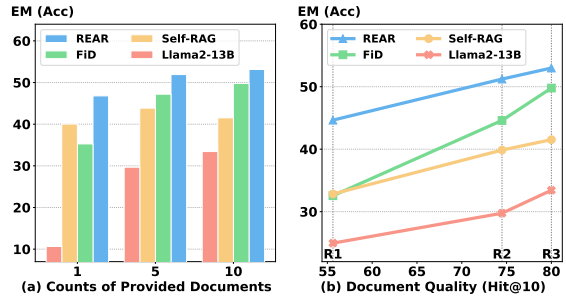 EM (Acc)
REAR
Self-RAG
FiD
Llama2-13B
60
50
40
30
20
10
1
5
10
(a) Counts of Provided Documents
EM (Acc)
60
REAR
Self-RAG
FiD
Llama2-13B
50
40
30
R1
R2
R3
55
60
65
70
75
80
(b) Document Quality (Hit@10)